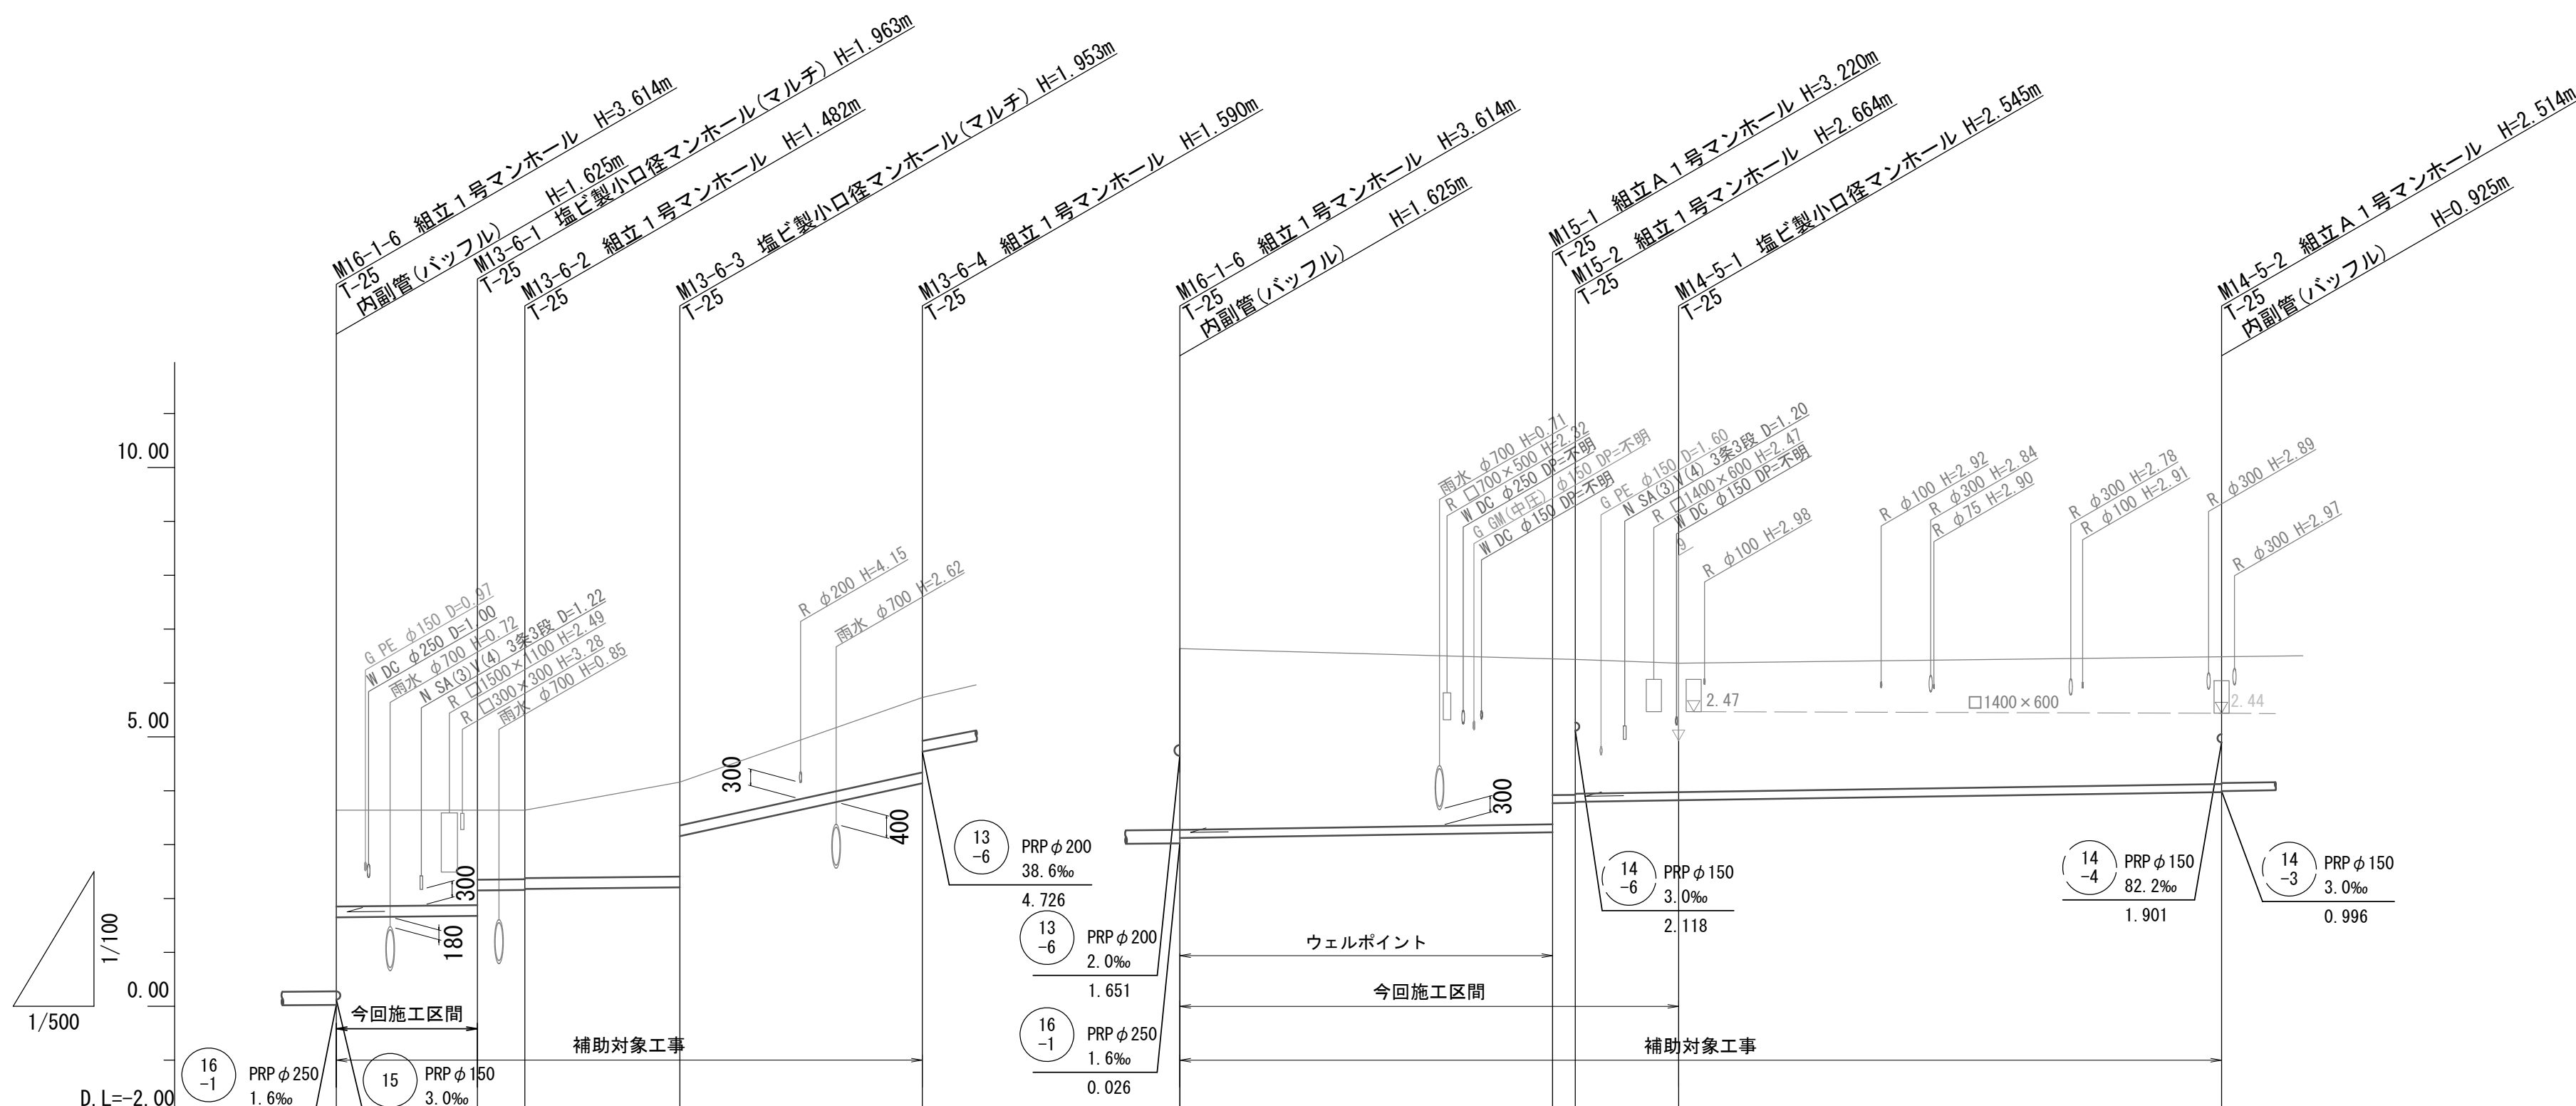 M16-1-6 組立１号マンホール H=3.614m
T-25
内副管(バッフル) H=1.625m
M13-6-1 塩ビ製小口径マンホール(マルチ) H=1.963m
T-25
M13-6-2 組立１号マンホール H=1.482m
T-25
M13-6-3 塩ビ製小口径マンホール(マルチ) H=1.953m
T-25
M13-6-4 組立１号マンホール H=1.590m
T-25
M16-1-6 組立１号マンホール H=3.614m
T-25
内副管(バッフル) H=1.625m
M15-1 組立Ａ１号マンホール H=3.220m
T-25
M15-2 組立１号マンホール H=2.664m
T-25
M14-5-1 塩ビ製小口径マンホール H=2.545m
T-25
M14-5-2 組立Ａ１号マンホール H=2.514m
T-25
内副管(バッフル) H=0.925m
10.00
5.00
0.00
D.L=-2.00
1/100
1/500
G PE φ150 D=0.97
W DC φ250 D=1.00
雨水 φ700 H=0.72
N SA(3)V(4) 3条3段 D=1.22
R □1500×1100 H=2.49
R □300×300 H=3.28
雨水 φ700 H=0.85
R φ200 H=4.15
雨水 φ700 H=2.62
雨水 φ700 H=0.71
R □700×500 H=2.32
W DC φ250 DP=不明
G GM(中圧) φ150 DP=不明
W DC φ150 DP=不明
G PE φ150 D=1.60
N SA(3)V(4) 3条3段 D=1.20
R □1400×600 H=2.47
W DC φ150 DP=不明
9
R φ100 H=2.98
R φ100 H=2.92
R φ300 H=2.84
R φ75 H=2.90
R φ300 H=2.78
R φ100 H=2.91
R φ300 H=2.89
R φ300 H=2.97
2.47
□1400×600
2.44
300
180
300
400
300
13
-6
PRPφ200
38.6‰
4.726
13
-6
PRPφ200
2.0‰
1.651
16
-1
PRPφ250
1.6‰
0.026
14
-6
PRPφ150
3.0‰
2.118
14
-4
PRPφ150
82.2‰
1.901
14
-3
PRPφ150
3.0‰
0.996
ウェルポイント
今回施工区間
今回施工区間
補助対象工事
補助対象工事
16
-1
PRPφ250
1.6‰
15
PRPφ150
3.0‰